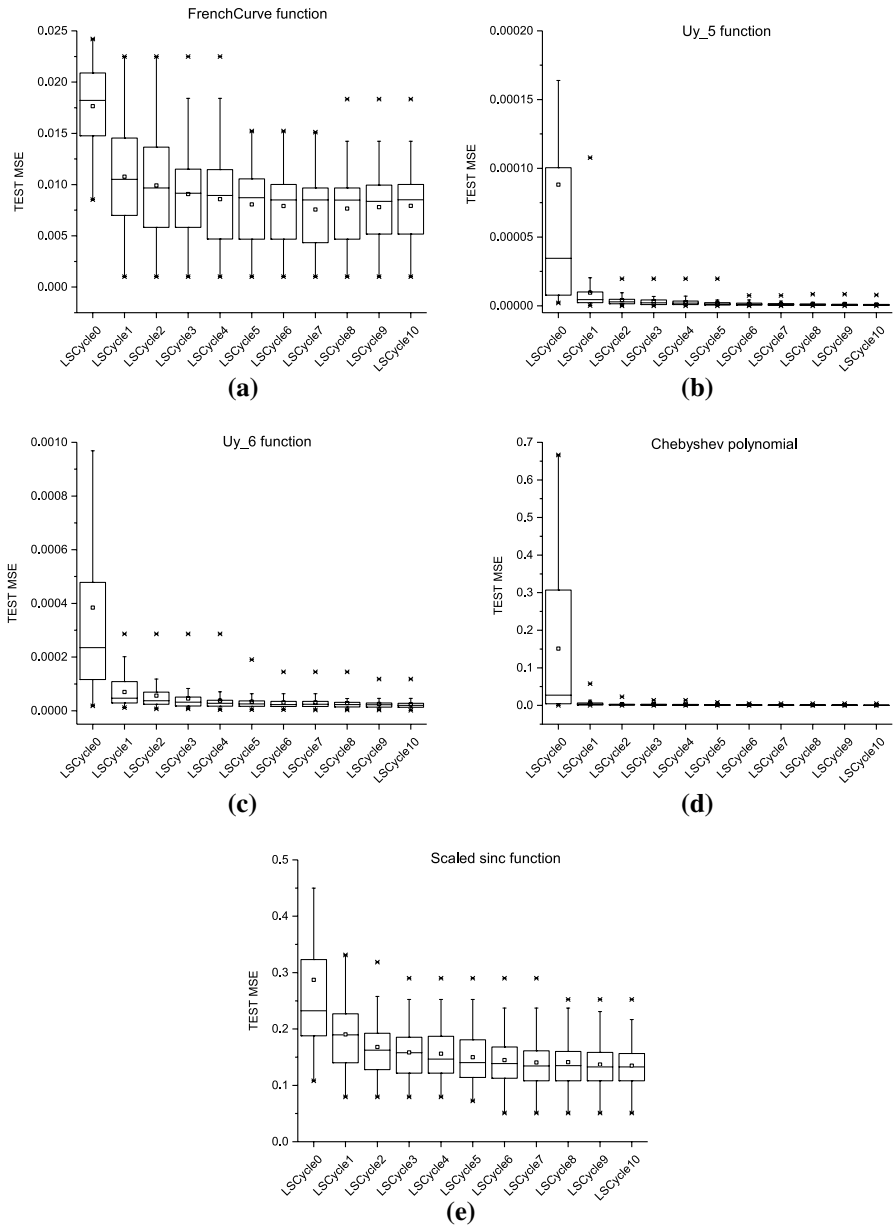 FrenchCurve function
0.025
0.020
0.015
0.010
0.005
0.000
TEST MSE
LSCycle0
LSCycle1
LSCycle2
LSCycle3
LSCycle4
LSCycle5
LSCycle6
LSCycle7
LSCycle8
LSCycle9
LSCycle10
(a)
Uy_5 function
0.00020
0.00015
0.00010
0.00005
0.00000
TEST MSE
LSCycle0
LSCycle1
LSCycle2
LSCycle3
LSCycle4
LSCycle5
LSCycle6
LSCycle7
LSCycle8
LSCycle9
LSCycle10
(b)
Uy_6 function
0.0010
0.0008
0.0006
0.0004
0.0002
0.0000
TEST MSE
LSCycle0
LSCycle1
LSCycle2
LSCycle3
LSCycle4
LSCycle5
LSCycle6
LSCycle7
LSCycle8
LSCycle9
LSCycle10
(c)
Chebyshev polynomial
0.7
0.6
0.5
0.4
0.3
0.2
0.1
0.0
TEST MSE
LSCycle0
LSCycle1
LSCycle2
LSCycle3
LSCycle4
LSCycle5
LSCycle6
LSCycle7
LSCycle8
LSCycle9
LSCycle10
(d)
Scaled sinc function
0.5
0.4
0.3
0.2
0.1
0.0
TEST MSE
LSCycle0
LSCycle1
LSCycle2
LSCycle3
LSCycle4
LSCycle5
LSCycle6
LSCycle7
LSCycle8
LSCycle9
LSCycle10
(e)